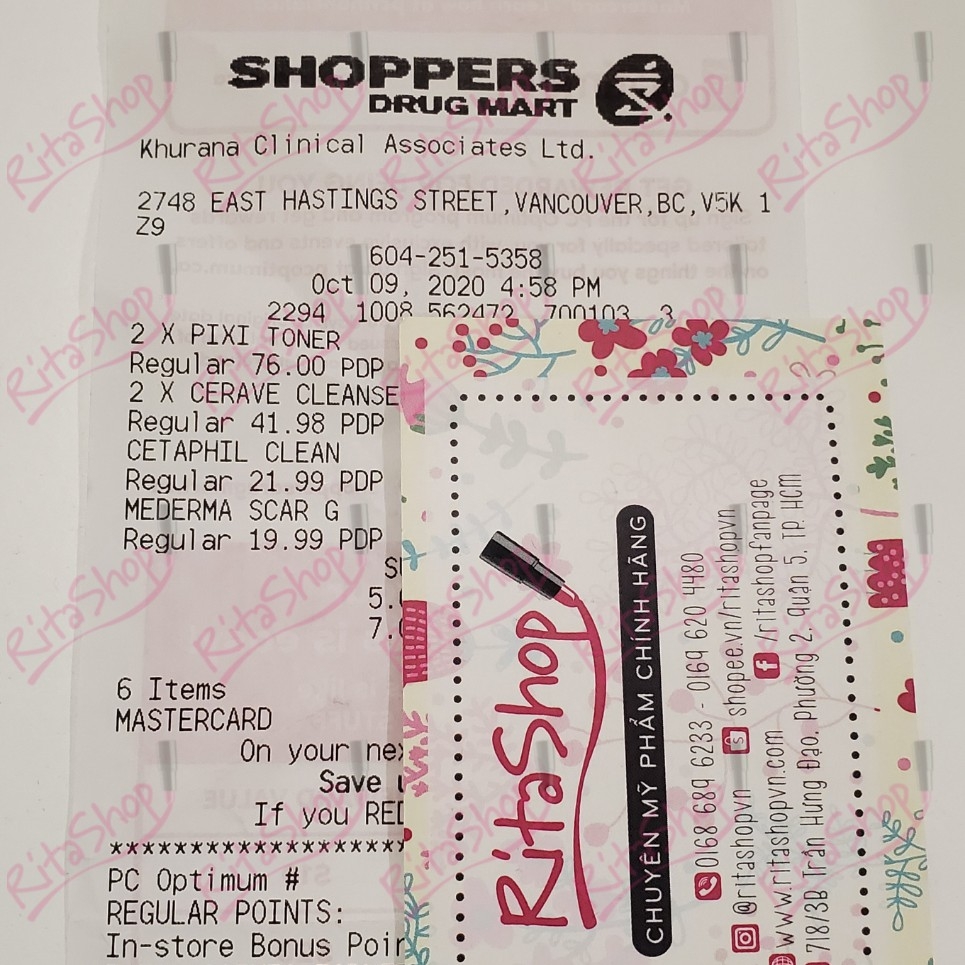 SHOPPERS
DRUG MART
Khurana Clinical Associates Ltd.
2748 EAST HASTINGS STREET,VANCOUVER,BC,V5K 1
Z9
604-251-5358
Oct 09, 2020 4:58 PM
2294 1008 562472 700103 3
2 X PIXI TONER
Regular 76.00 PDP
2 X CERAVE CLEANSE
Regular 41.98 PDP
CETAPHIL CLEAN
Regular 21.99 PDP
MEDERMA SCAR G
Regular 19.99 PDP
5.
7.
6 Items
MASTERCARD
On your nex
Save
If you RED
*******************
PC Optimum #
REGULAR POINTS:
In-store Bonus Poin
RitaShop
CHUYÊN MỸ PHẨM CHÍNH HÃNG
0168 689 6233 - 0169 620 4480
@ritashopvn shopee.vn/ritashopvn
www.ritashopvn.com /ritashopfanpage
718/3B Trần Hưng Đạo, Phường 2, Quận 5, TP. HCM